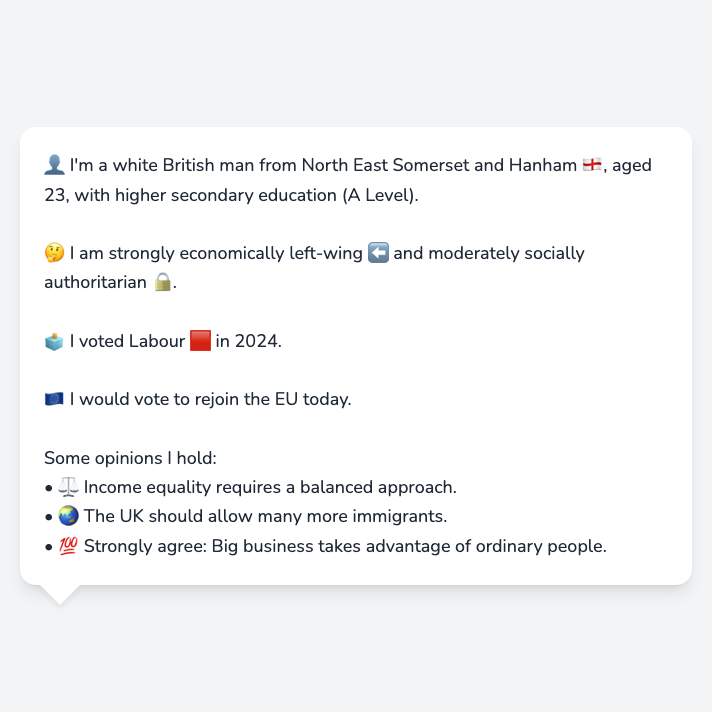 👤 I'm a white British man from North East Somerset and Hanham 🏴󠁧󠁢󠁥󠁮󠁧󠁿, aged
23, with higher secondary education (A Level).
🤔 I am strongly economically left-wing ⬅️ and moderately socially
authoritarian 🔒.
🗳️ I voted Labour 🟥 in 2024.
🇪🇺 I would vote to rejoin the EU today.
Some opinions I hold:
• ⚖️ Income equality requires a balanced approach.
• 🌏 The UK should allow many more immigrants.
• 💯 Strongly agree: Big business takes advantage of ordinary people.